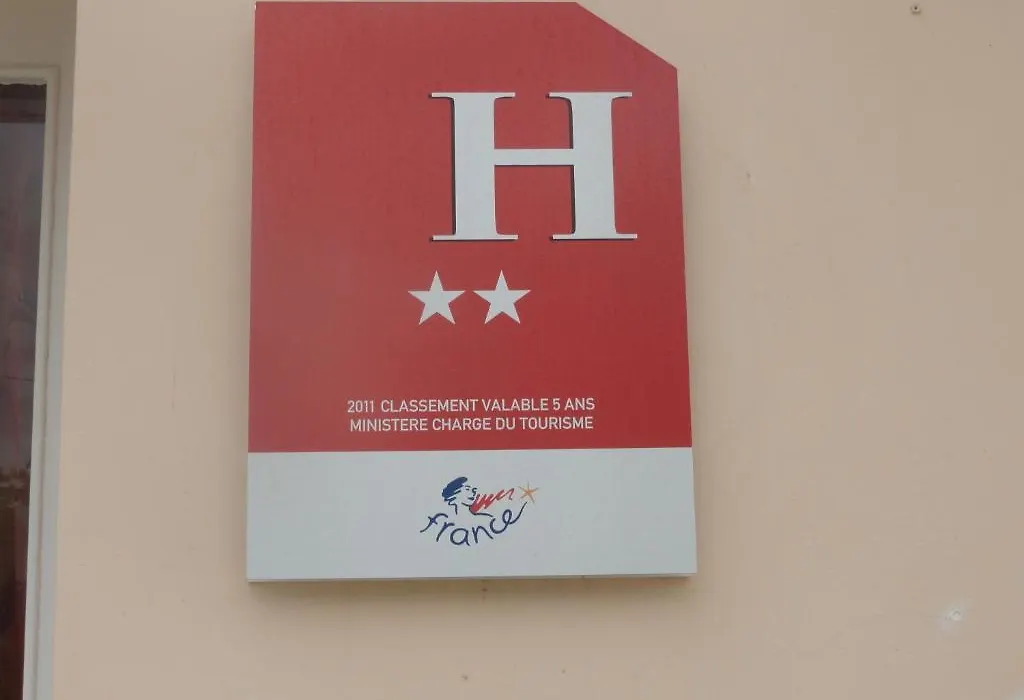 H
2011 CLASSEMENT VALABLE 5 ANS
MINISTERE CHARGE DU TOURISME
france